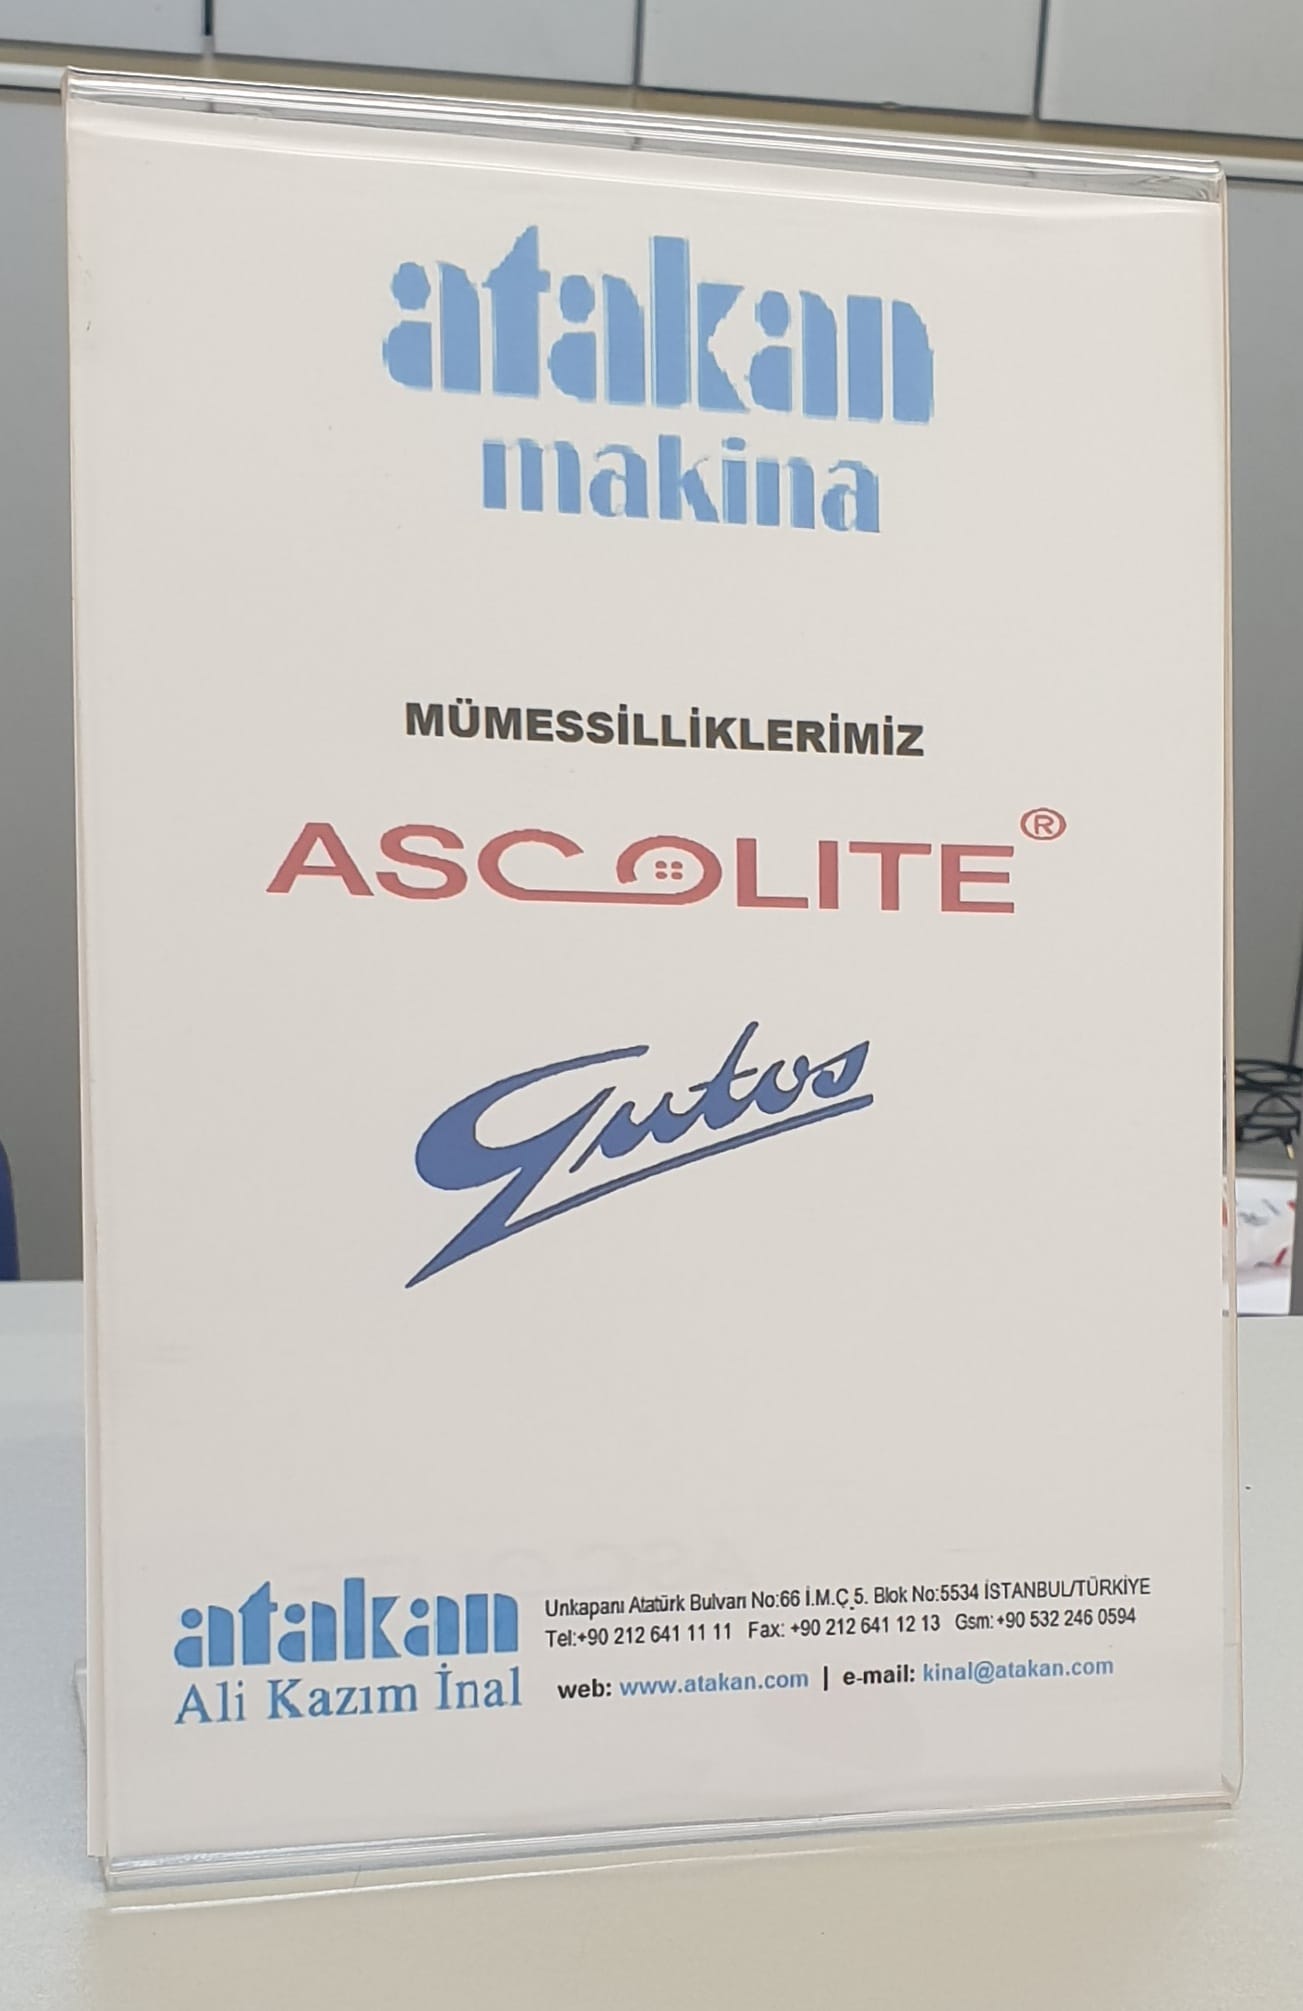 atakan
makina
MÜMESSİLLİKLERİMİZ
ASCOLITE®
Gutos
atakan
Ali Kazım İnal
Unkapanı Atatürk Bulvarı No:66 İ.M.Ç.5. Blok No:5534 İSTANBUL/TÜRKİYE
Tel:+90 212 641 11 11 Fax: +90 212 641 12 13 Gsm:+90 532 246 0594
web: www.atakan.com | e-mail: kinal@atakan.com